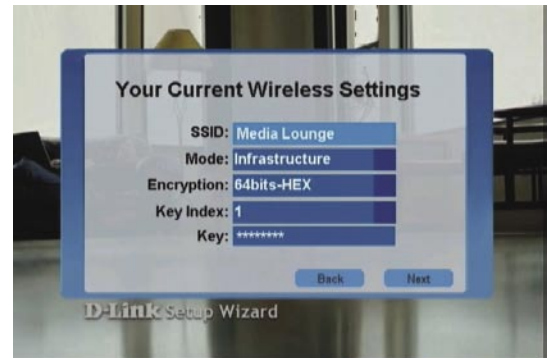 Your Current Wireless Settings
SSID: Media Lounge
Mode: Infrastructure
Encryption: 64bits-HEX
Key Index: 1
Key: ********
Back Next
D-Link Setup Wizard